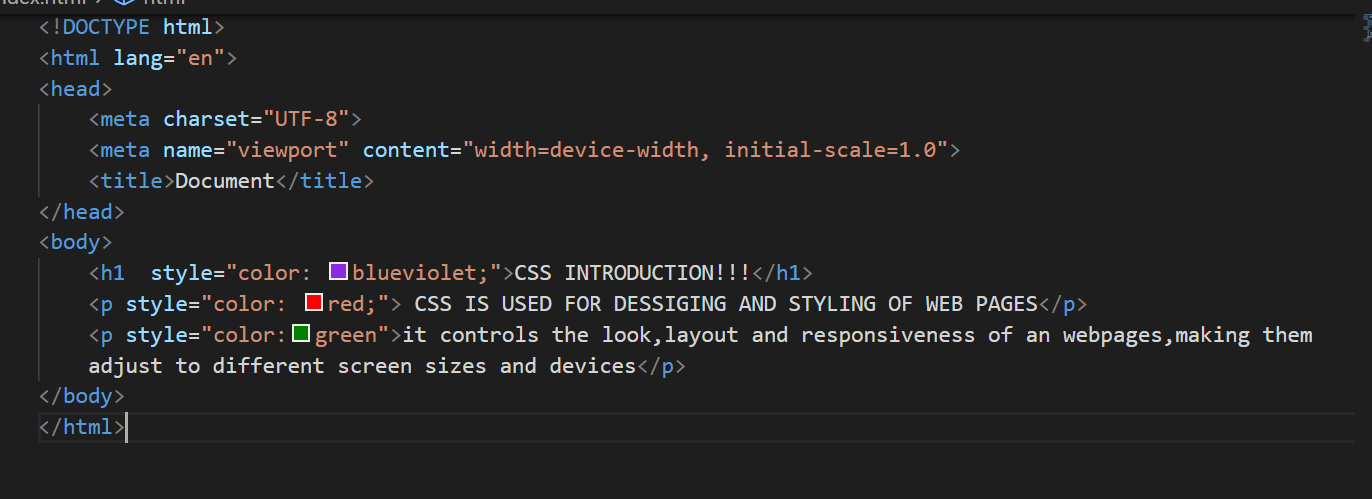 html
<!DOCTYPE html>
<html lang="en">
<head>
<meta charset="UTF-8">
<meta name="viewport" content="width=device-width, initial-scale=1.0">
<title>Document</title>
</head>
<body>
<h1  style="color: blueviolet;">CSS INTRODUCTION!!!</h1>
<p style="color: red;"> CSS IS USED FOR DESSIGING AND STYLING OF WEB PAGES</p>
<p style="color:green">it controls the look,layout and responsiveness of an webpages,making them
adjust to different screen sizes and devices</p>
</body>
</html>